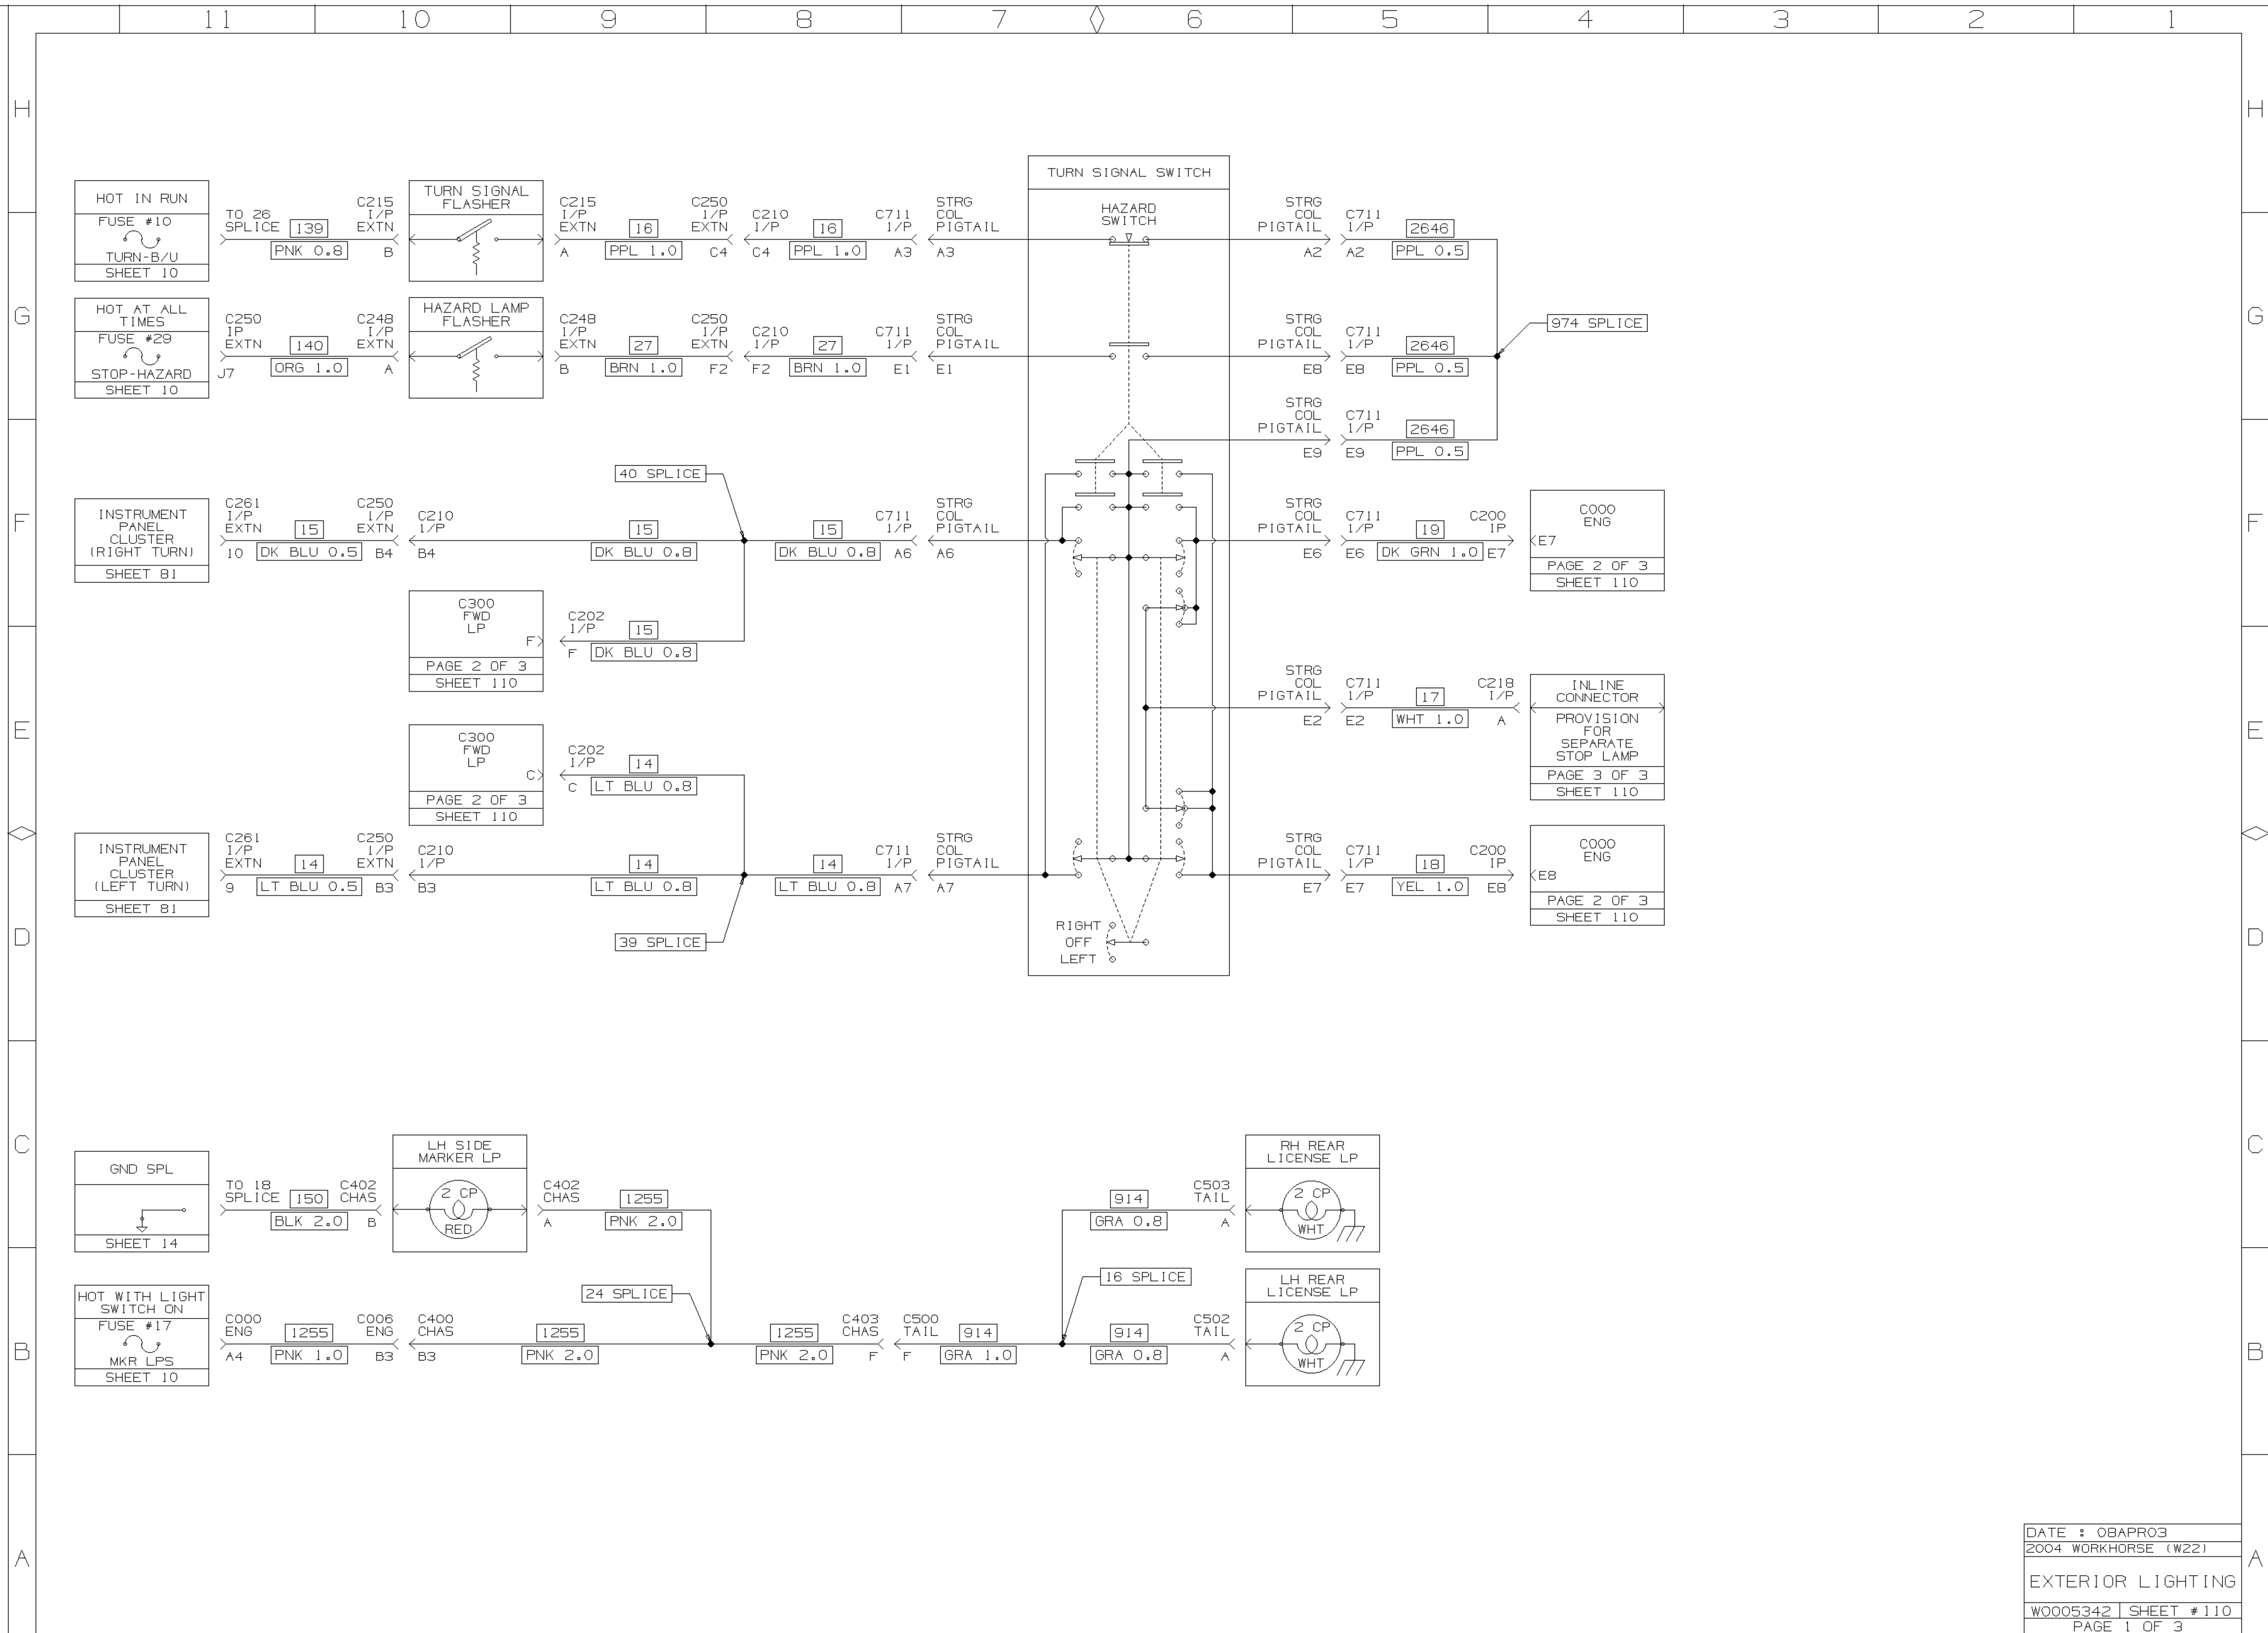 11 10 9 8 7 6 5 4 3 2 1
H H
G G
F F
E E
D D
C C
B B
A A
HOT IN RUN
FUSE #10
TURN-B/U
SHEET 10
TO 26
SPLICE
139
PNK 0.8
C215
I/P
EXTN
B
TURN SIGNAL
FLASHER
C215
I/P
EXTN
A
16
PPL 1.0
C250
I/P
EXTN
C4
C210
I/P
C4
16
PPL 1.0
C711
I/P
A3
STRG
COL
PIGTAIL
A3
TURN SIGNAL SWITCH
HAZARD
SWITCH
STRG
COL
PIGTAIL
A2
C711
I/P
A2
2646
PPL 0.5
HOT AT ALL
TIMES
FUSE #29
STOP-HAZARD
SHEET 10
C250
IP
EXTN
J7
140
ORG 1.0
C248
I/P
EXTN
A
HAZARD LAMP
FLASHER
C248
I/P
EXTN
B
27
BRN 1.0
C250
I/P
EXTN
F2
C210
I/P
F2
27
BRN 1.0
C711
I/P
E1
STRG
COL
PIGTAIL
E1
STRG
COL
PIGTAIL
E8
C711
I/P
E8
2646
PPL 0.5
974 SPLICE
STRG
COL
PIGTAIL
E9
C711
I/P
E9
2646
PPL 0.5
40 SPLICE
INSTRUMENT
PANEL
CLUSTER
(RIGHT TURN)
SHEET 81
C261
I/P
EXTN
10
15
DK BLU 0.5
C250
I/P
EXTN
B4
C210
I/P
B4
15
DK BLU 0.8
15
DK BLU 0.8
C711
I/P
A6
STRG
COL
PIGTAIL
A6
STRG
COL
PIGTAIL
E6
C711
I/P
E6
19
DK GRN 1.0
C200
IP
E7
C000
ENG
E7
PAGE 2 OF 3
SHEET 110
C300
FWD
LP
F
PAGE 2 OF 3
SHEET 110
C202
I/P
F
15
DK BLU 0.8
STRG
COL
PIGTAIL
E2
C711
I/P
E2
17
WHT 1.0
C218
I/P
A
INLINE
CONNECTOR
PROVISION
FOR
SEPARATE
STOP LAMP
PAGE 3 OF 3
SHEET 110
C300
FWD
LP
C
PAGE 2 OF 3
SHEET 110
C202
I/P
C
14
LT BLU 0.8
INSTRUMENT
PANEL
CLUSTER
(LEFT TURN)
SHEET 81
C261
I/P
EXTN
9
14
LT BLU 0.5
C250
I/P
EXTN
B3
C210
I/P
B3
14
LT BLU 0.8
14
LT BLU 0.8
C711
I/P
A7
STRG
COL
PIGTAIL
A7
STRG
COL
PIGTAIL
E7
C711
I/P
E7
18
YEL 1.0
C200
IP
E8
C000
ENG
E8
PAGE 2 OF 3
SHEET 110
39 SPLICE
RIGHT
OFF
LEFT
GND SPL
SHEET 14
TO 18
SPLICE
150
BLK 2.0
C402
CHAS
B
LH SIDE
MARKER LP
2 CP
RED
C402
CHAS
A
1255
PNK 2.0
914
GRA 0.8
C503
TAIL
A
RH REAR
LICENSE LP
2 CP
WHT
HOT WITH LIGHT
SWITCH ON
FUSE #17
MKR LPS
SHEET 10
C000
ENG
A4
1255
PNK 1.0
C006
ENG
B3
C400
CHAS
B3
1255
PNK 2.0
24 SPLICE
1255
PNK 2.0
C403
CHAS
F
C500
TAIL
F
914
GRA 1.0
16 SPLICE
914
GRA 0.8
C502
TAIL
A
LH REAR
LICENSE LP
2 CP
WHT
DATE : 08APR03
2004 WORKHORSE (W22)
EXTERIOR LIGHTING
W0005342 SHEET #110
PAGE 1 OF 3